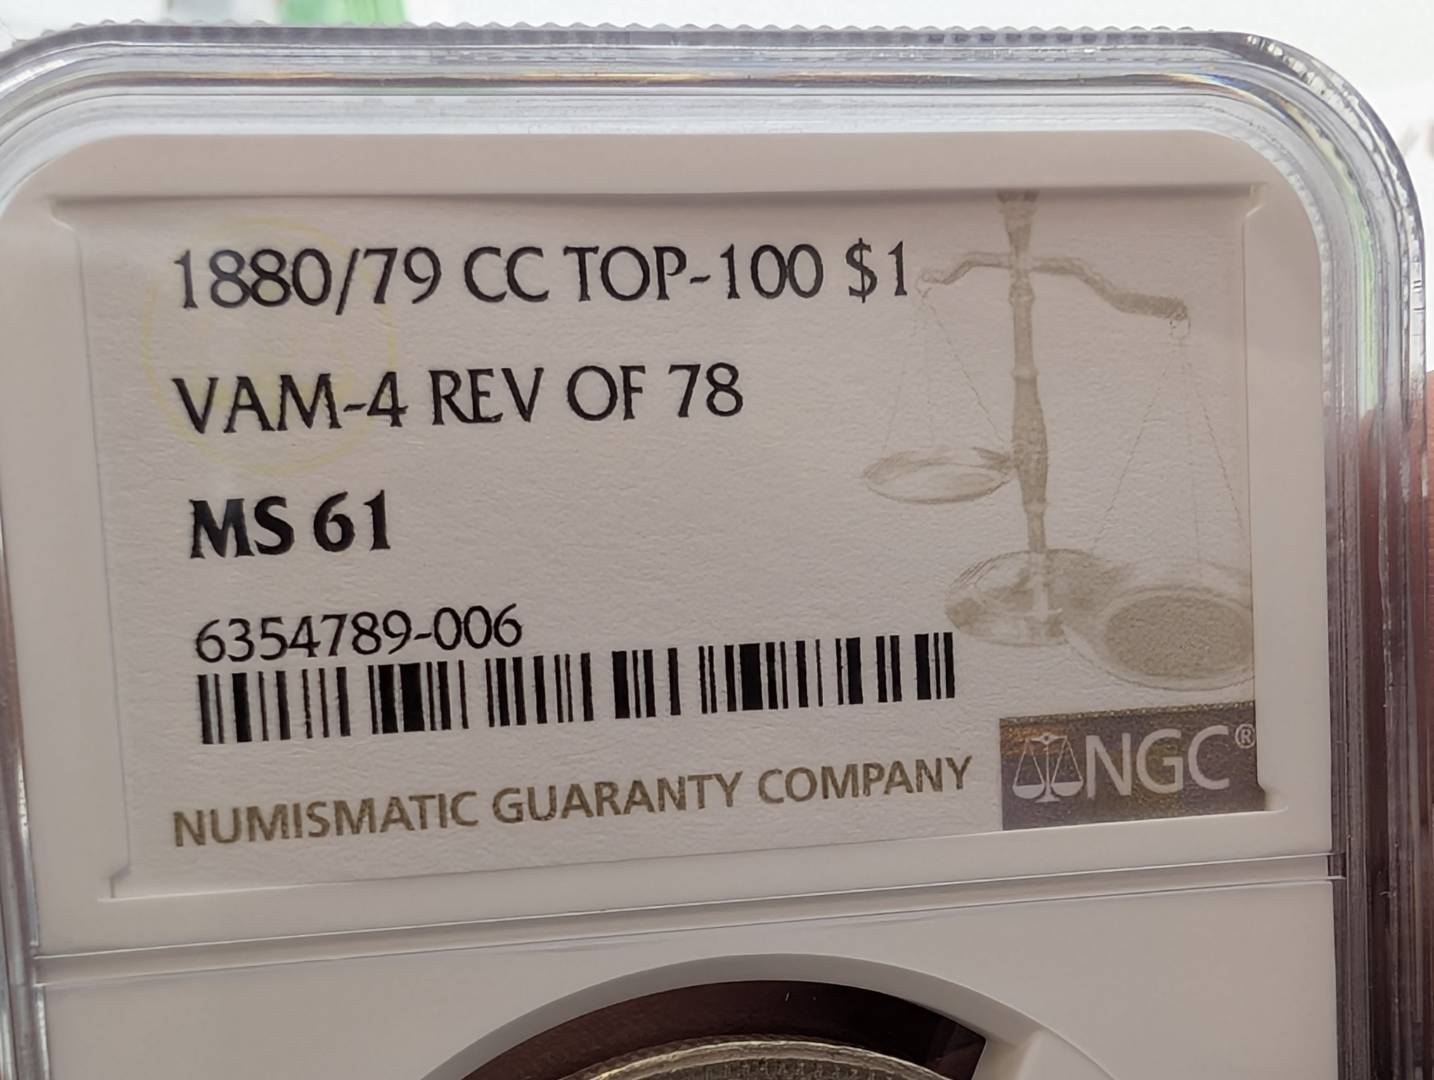 1880/79 CC TOP-100 $1
VAM-4 REV OF 78
MS 61
6354789-006
NUMISMATIC GUARANTY COMPANY
NGC®